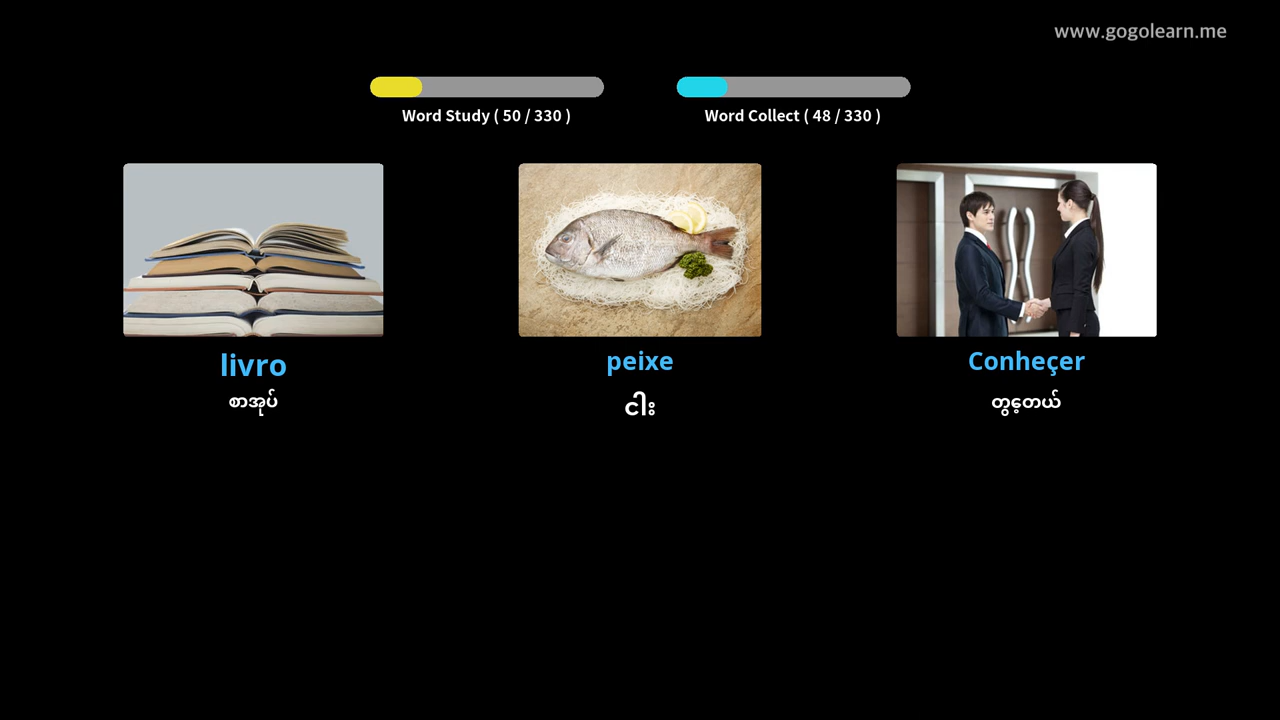 www.gogolearn.me
Word Study ( 50 / 330 )
Word Collect ( 48 / 330 )
livro
စာအုပ်
peixe
ငါး
Conheçer
တွေ့တယ်